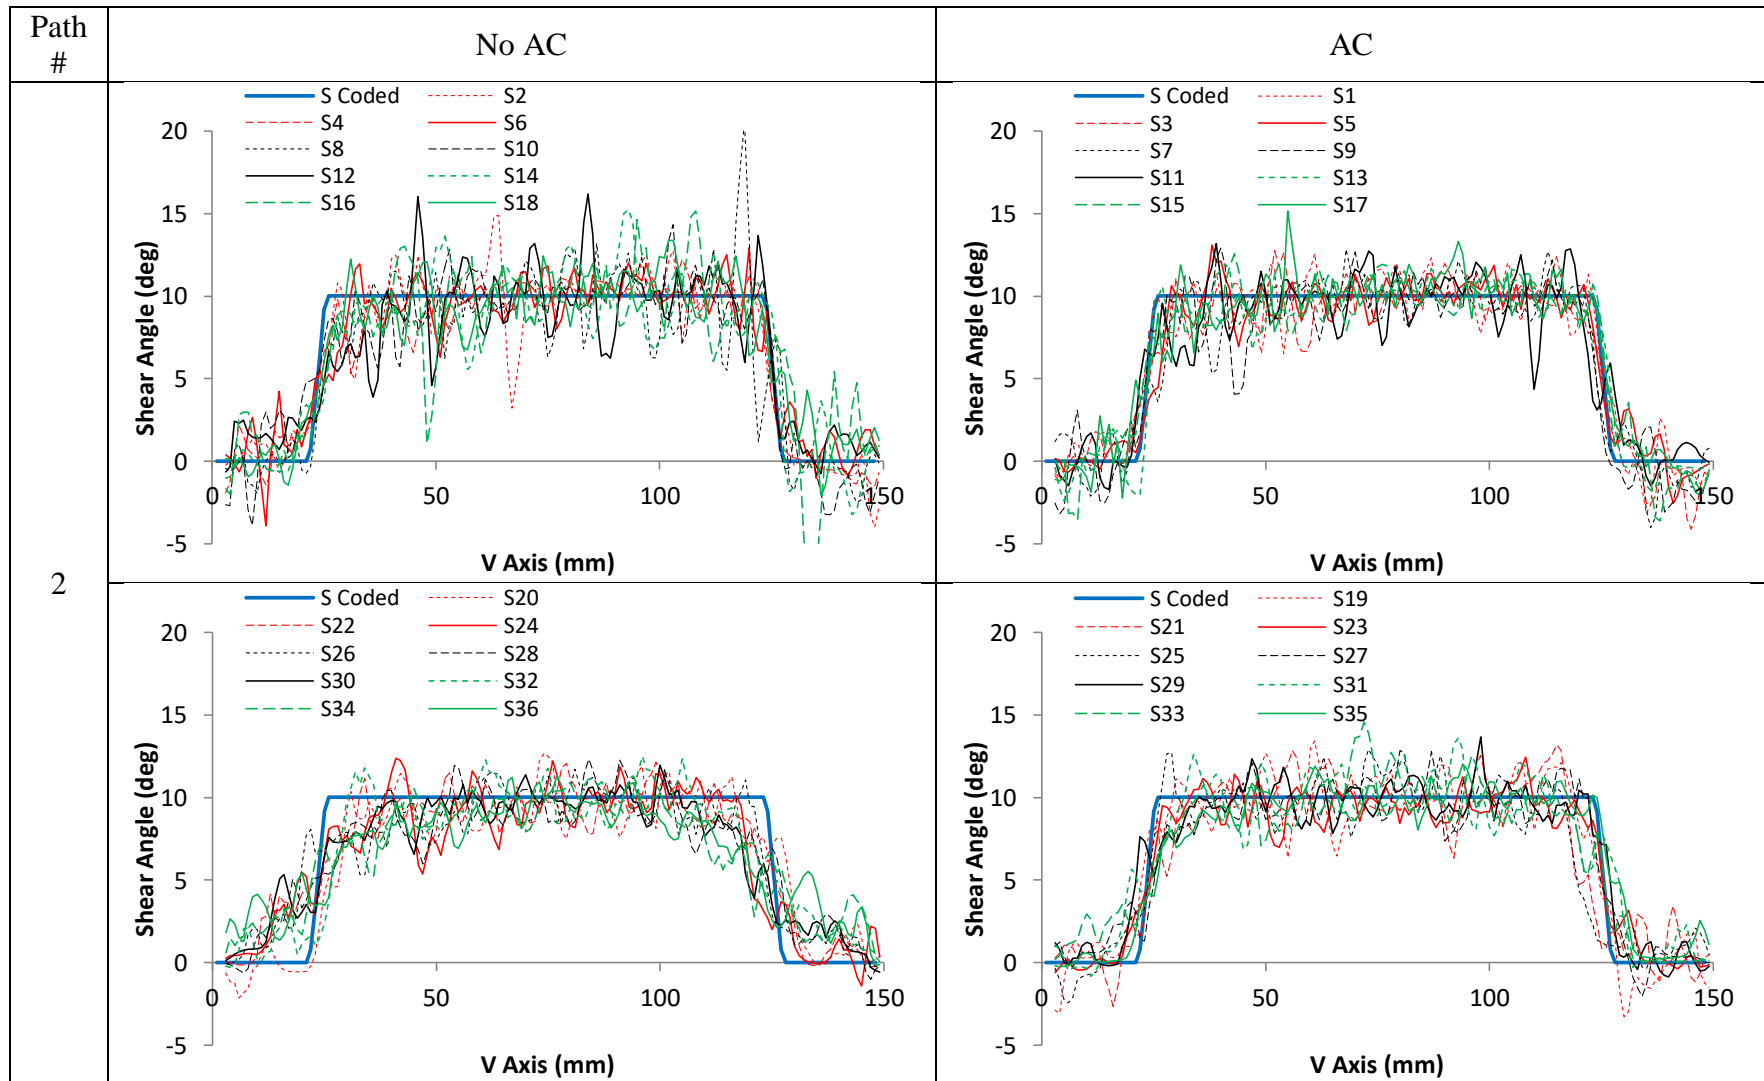 Path
#
No AC
AC
2
S Coded S2
S4 S6
S8 S10
S12 S14
S16 S18
20
15
10
5
0
-5
0 50 100 150
Shear Angle (deg)
V Axis (mm)
S Coded S1
S3 S5
S7 S9
S11 S13
S15 S17
20
15
10
5
0
-5
0 50 100 150
Shear Angle (deg)
V Axis (mm)
S Coded S20
S22 S24
S26 S28
S30 S32
S34 S36
20
15
10
5
0
-5
0 50 100 150
Shear Angle (deg)
V Axis (mm)
S Coded S19
S21 S23
S25 S27
S29 S31
S33 S35
20
15
10
5
0
-5
0 50 100 150
Shear Angle (deg)
V Axis (mm)